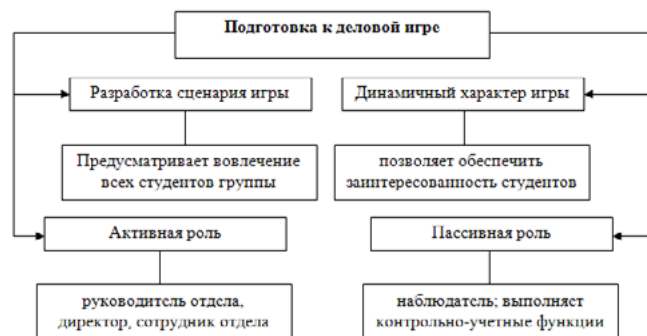 Подготовка к деловой игре
Разработка сценария игры
Динамичный характер игры
Предусматривает вовлечение
всех студентов группы
позволяет обеспечить
заинтересованность студентов
Активная роль
Пассивная роль
руководитель отдела,
директор, сотрудник отдела
наблюдатель; выполняет
контрольно-учетные функции